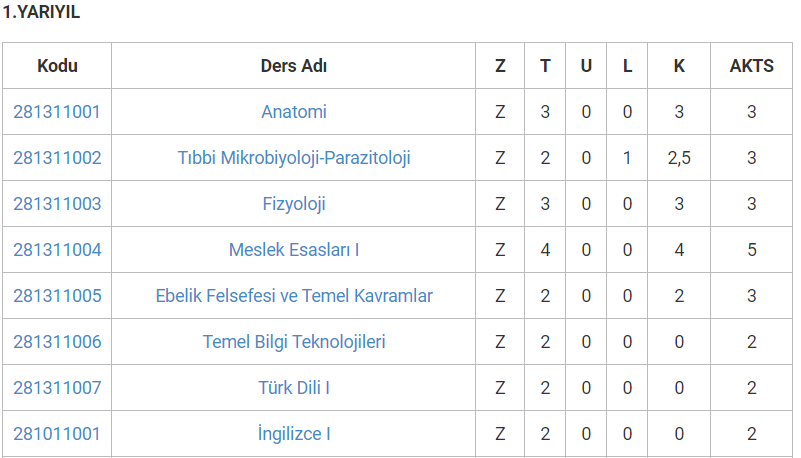 1.YARIYIL
Kodu Ders Adı Z T U L K AKTS
281311001 Anatomi Z 3 0 0 3 3
281311002 Tıbbi Mikrobiyoloji-Parazitoloji Z 2 0 1 2,5 3
281311003 Fizyoloji Z 3 0 0 3 3
281311004 Meslek Esasları I Z 4 0 0 4 5
281311005 Ebelik Felsefesi ve Temel Kavramlar Z 2 0 0 2 3
281311006 Temel Bilgi Teknolojileri Z 2 0 0 0 2
281311007 Türk Dili I Z 2 0 0 0 2
281011001 İngilizce I Z 2 0 0 0 2